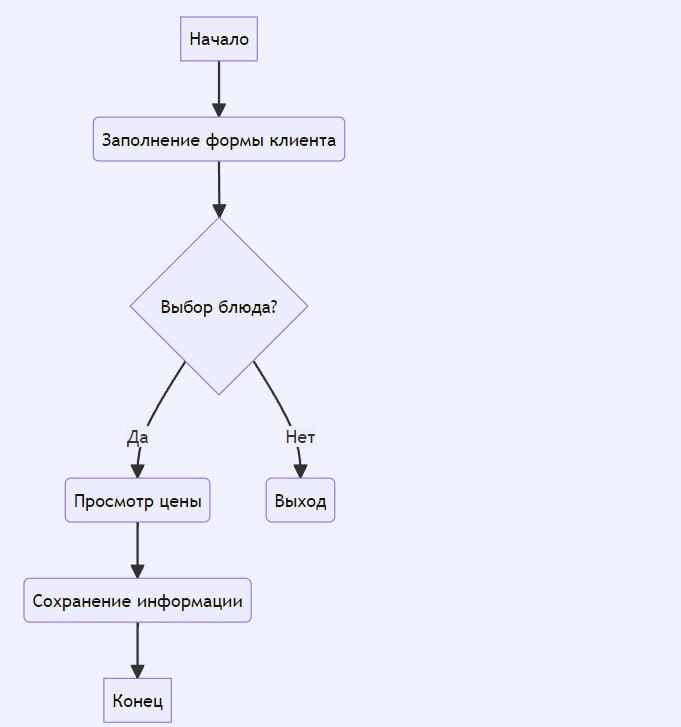 Начало
Заполнение формы клиента
Выбор блюда?
Да
Нет
Просмотр цены
Выход
Сохранение информации
Конец